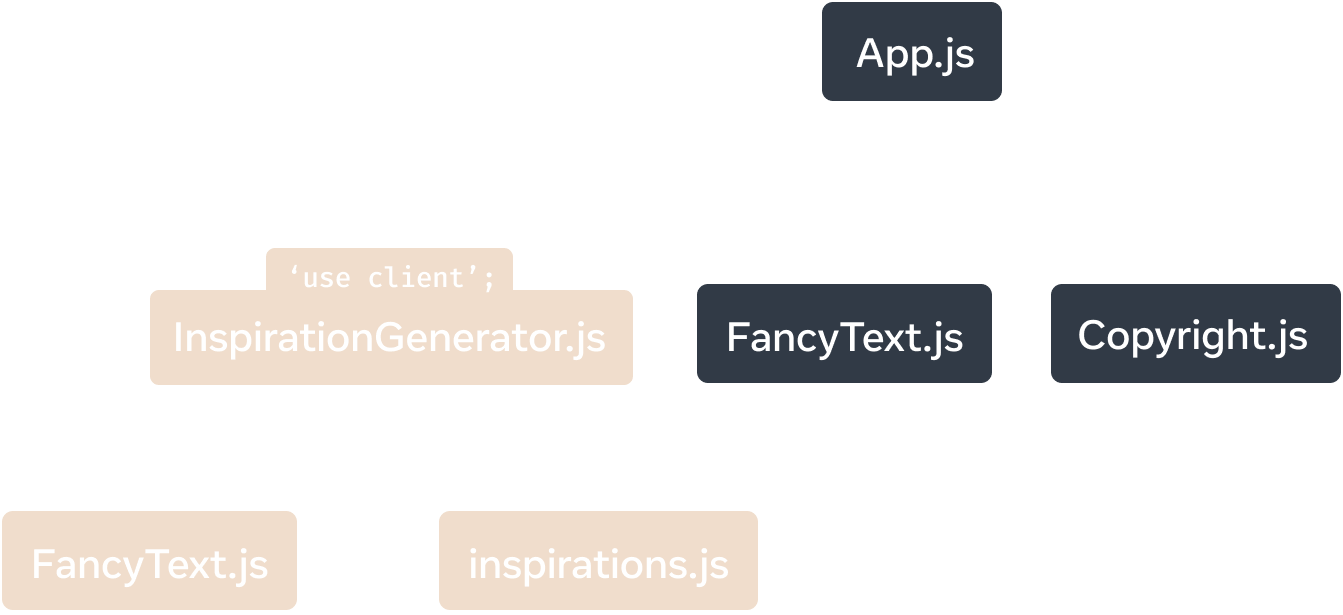 App.js
‘use client’;
InspirationGenerator.js
FancyText.js
Copyright.js
FancyText.js
inspirations.js